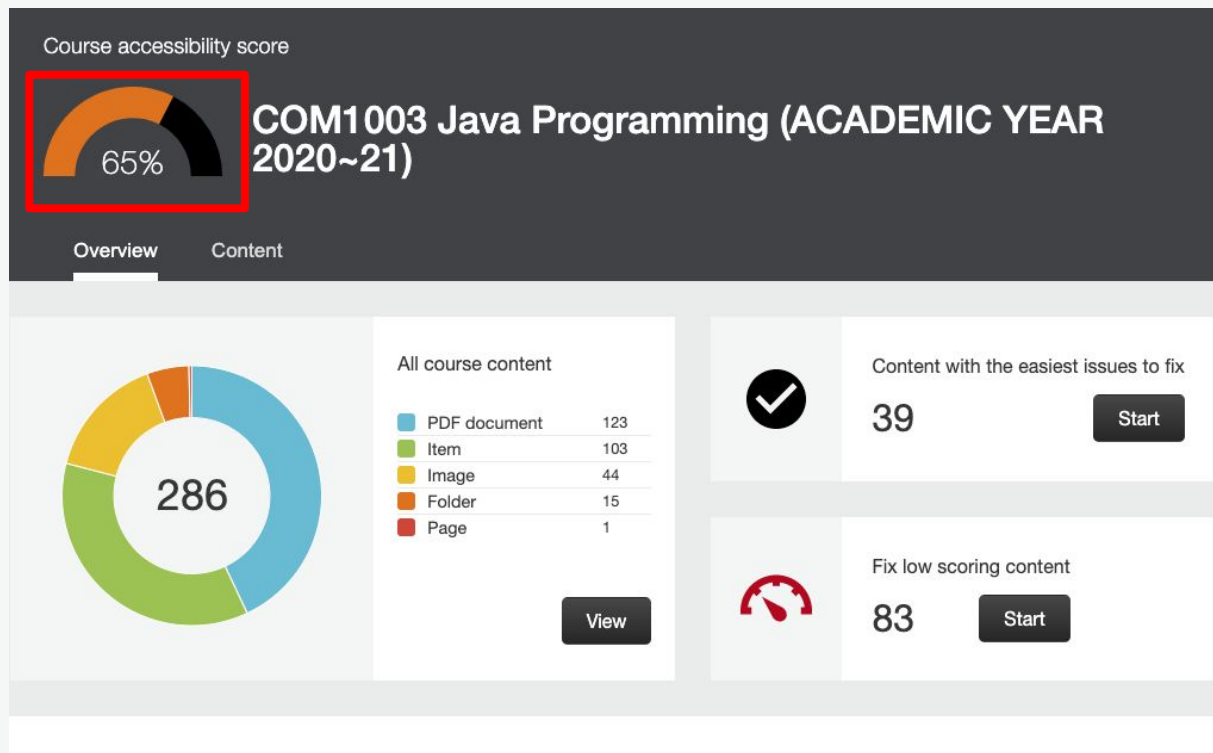 Course accessibility score
65%
COM1003 Java Programming (ACADEMIC YEAR
2020~21)
Overview Content
286
All course content
PDF document 123
Item 103
Image 44
Folder 15
Page 1
View
Content with the easiest issues to fix
39 Start
Fix low scoring content
83 Start